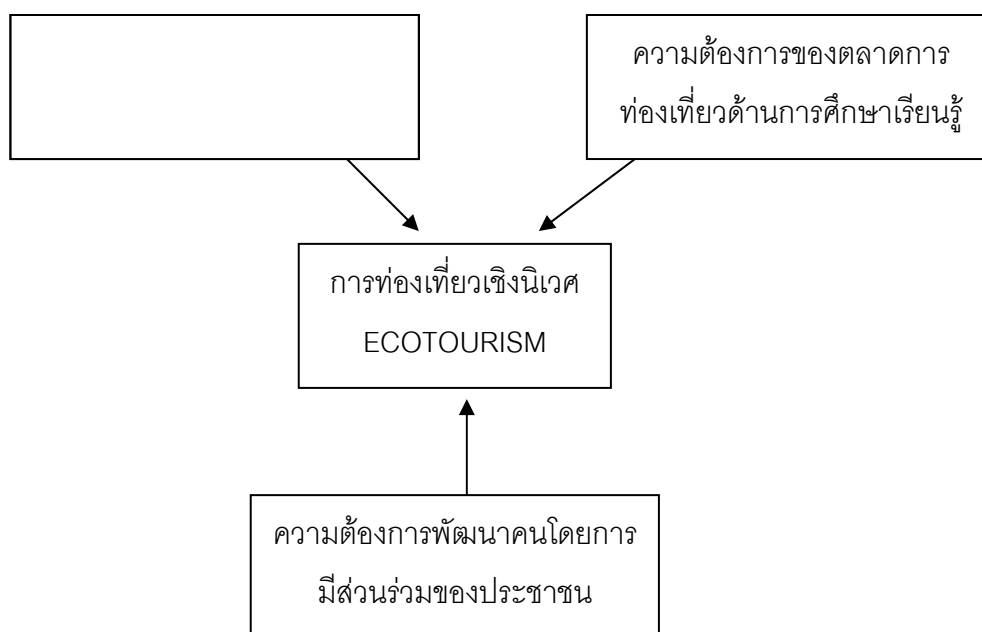 ความต้องการของตลาดการ
ท่องเที่ยวด้านการศึกษาเรียนรู้
การท่องเที่ยวเชิงนิเวศ
ECOTOURISM
ความต้องการพัฒนาคนโดยการ
มีส่วนร่วมของประชาชน